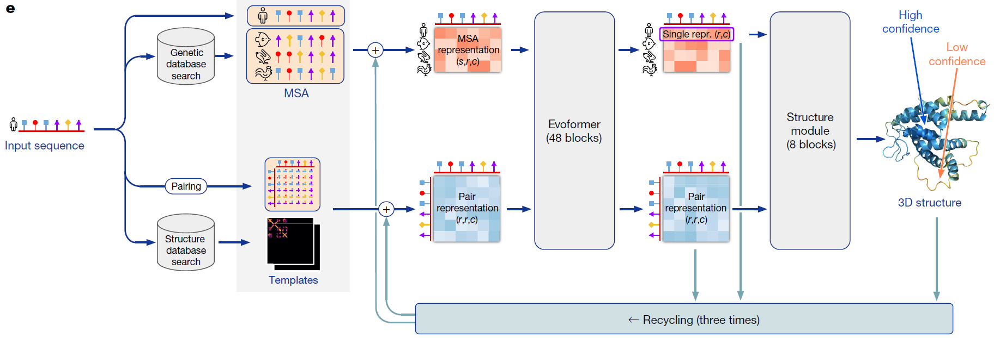 e
Input sequence
Genetic
database
search
Pairing
Structure
database
search
MSA
Templates
+
+
MSA
representation
(s,r,c)
Pair
representation
(r,r,c)
Evoformer
(48 blocks)
Single repr. (r,c)
Pair
representation
(r,r,c)
Structure
module
(8 blocks)
High
confidence
Low
confidence
3D structure
← Recycling (three times)